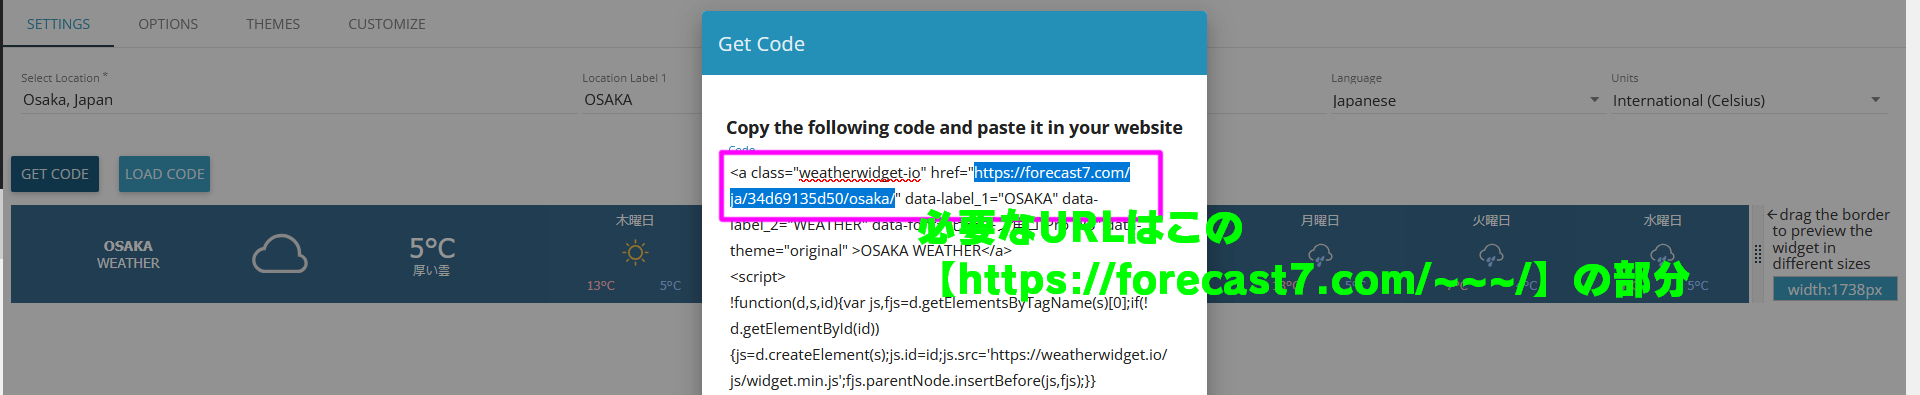 SETTINGS
OPTIONS
THEMES
CUSTOMIZE
Get Code
Select Location *
Osaka, Japan
Location Label 1
OSAKA
Language
Japanese
Units
International (Celsius)
GET CODE
LOAD CODE
Copy the following code and paste it in your website
Code
<a class="weatherwidget-io" href="https://forecast7.com/
ja/34d69135d50/osaka/" data-label_1="OSAKA" data-
label_2="WEATHER"
theme="original" >OSAKA WEATHER</a>
<script>
!function(d,s,id){var js,fjs=d.getElementsByTagName(s)[0];if(!
d.getElementById(id))
{js=d.createElement(s);js.id=id;js.src='https://weatherwidget.io/
js/widget.min.js';fjs.parentNode.insertBefore(js,fjs);}}
必要なURLはこの
【https://forecast7.com/~~~/】の部分
OSAKA
WEATHER
5°C
厚い雲
木曜日
13°C
5°C
月曜日
火曜日
水曜日
drag the border
to preview the
widget in
different sizes
width:1738px